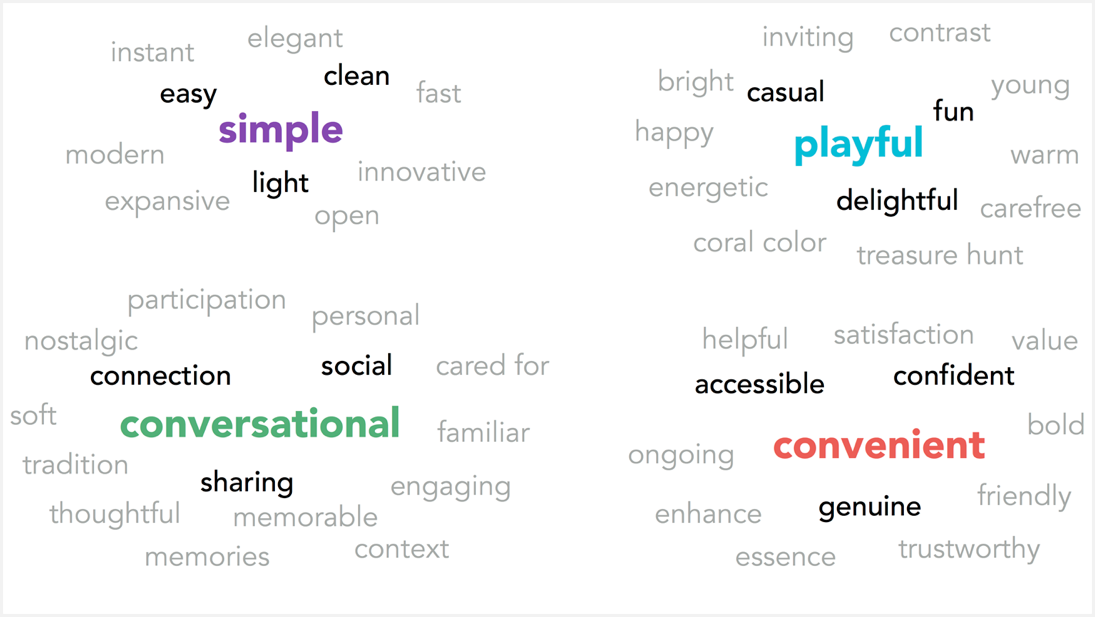 instant
elegant
easy
clean
fast
simple
modern
light
innovative
expansive
open
inviting
contrast
bright
casual
young
fun
happy
playful
warm
energetic
delightful
carefree
coral color
treasure hunt
participation
personal
nostalgic
connection
social
cared for
soft
conversational
familiar
tradition
sharing
engaging
thoughtful
memorable
memories
context
helpful
satisfaction
value
accessible
confident
bold
convenient
ongoing
genuine
friendly
enhance
essence
trustworthy